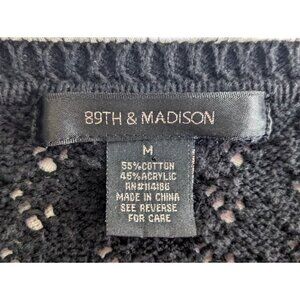 89TH & MADISON
M
55%COTTON
45%ACRYLIC
RN#114186
MADE IN CHINA
SEE REVERSE
FOR CARE